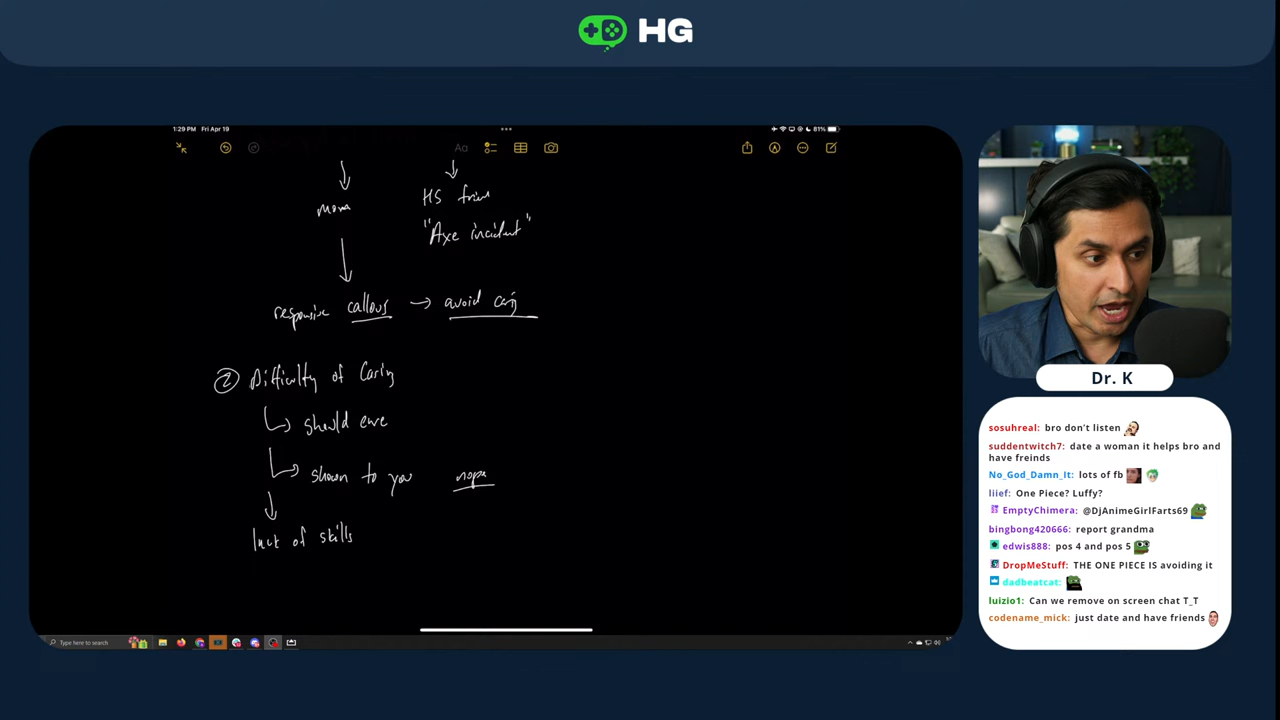 HG
1:29 PM Fri Apr 19
81%
Aa
HS
"Axe incident"
responsive callous → avoid caring
② Difficulty of Caring
should care
shown to you nope
lack of skills
Type here to search
Dr. K
sosuhreal: bro don't listen
suddentwitch7: date a woman it helps bro and
have freinds
No_God_Damn_It: lots of fb
liief: One Piece? Luffy?
EmptyChimera: @DjAnimeGirlFarts69
bingbong420666: report grandma
edwis888: pos 4 and pos 5
DropMeStuff: THE ONE PIECE IS avoiding it
dadbeatcat:
luizio1: Can we remove on screen chat T_T
codename_mick: just date and have friends